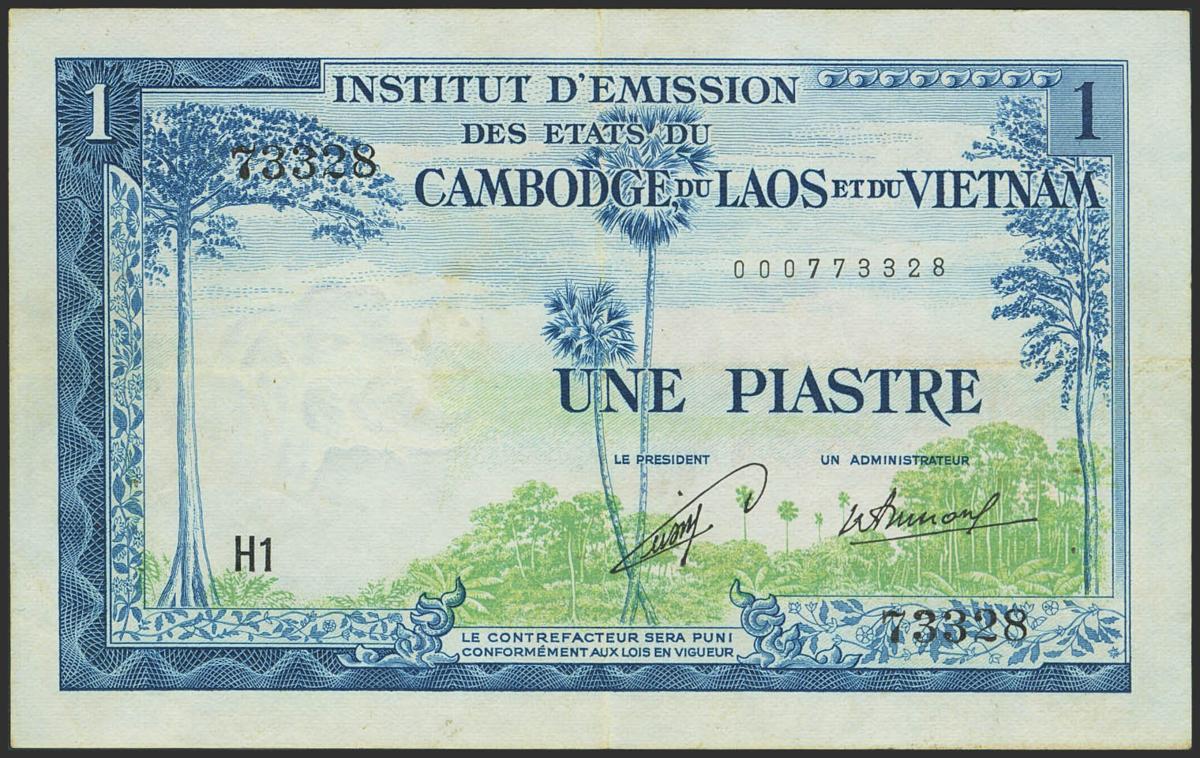 1
INSTITUT D'EMISSION
1
DES ETATS DU
73328
CAMBODGE, DU LAOS ET DU VIETNAM
000773328
UNE PIASTRE
LE PRESIDENT
UN ADMINISTRATEUR
H1
73328
LE CONTREFACTEUR SERA PUNI
CONFORMÉMENT AUX LOIS EN VIGUEUR